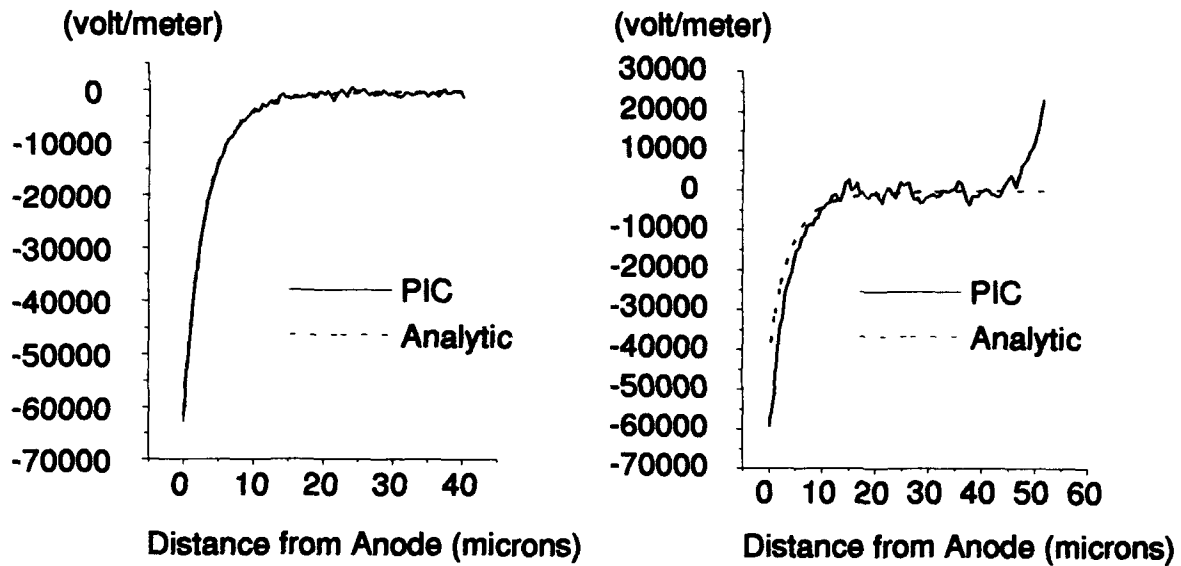 (volt/meter)
0
-10000
-20000
-30000
-40000
-50000
-60000
-70000
PIC
Analytic
0 10 20 30 40
Distance from Anode (microns)
(volt/meter)
30000
20000
10000
0
-10000
-20000
-30000
-40000
-50000
-60000
-70000
PIC
Analytic
0 10 20 30 40 50 60
Distance from Anode (microns)